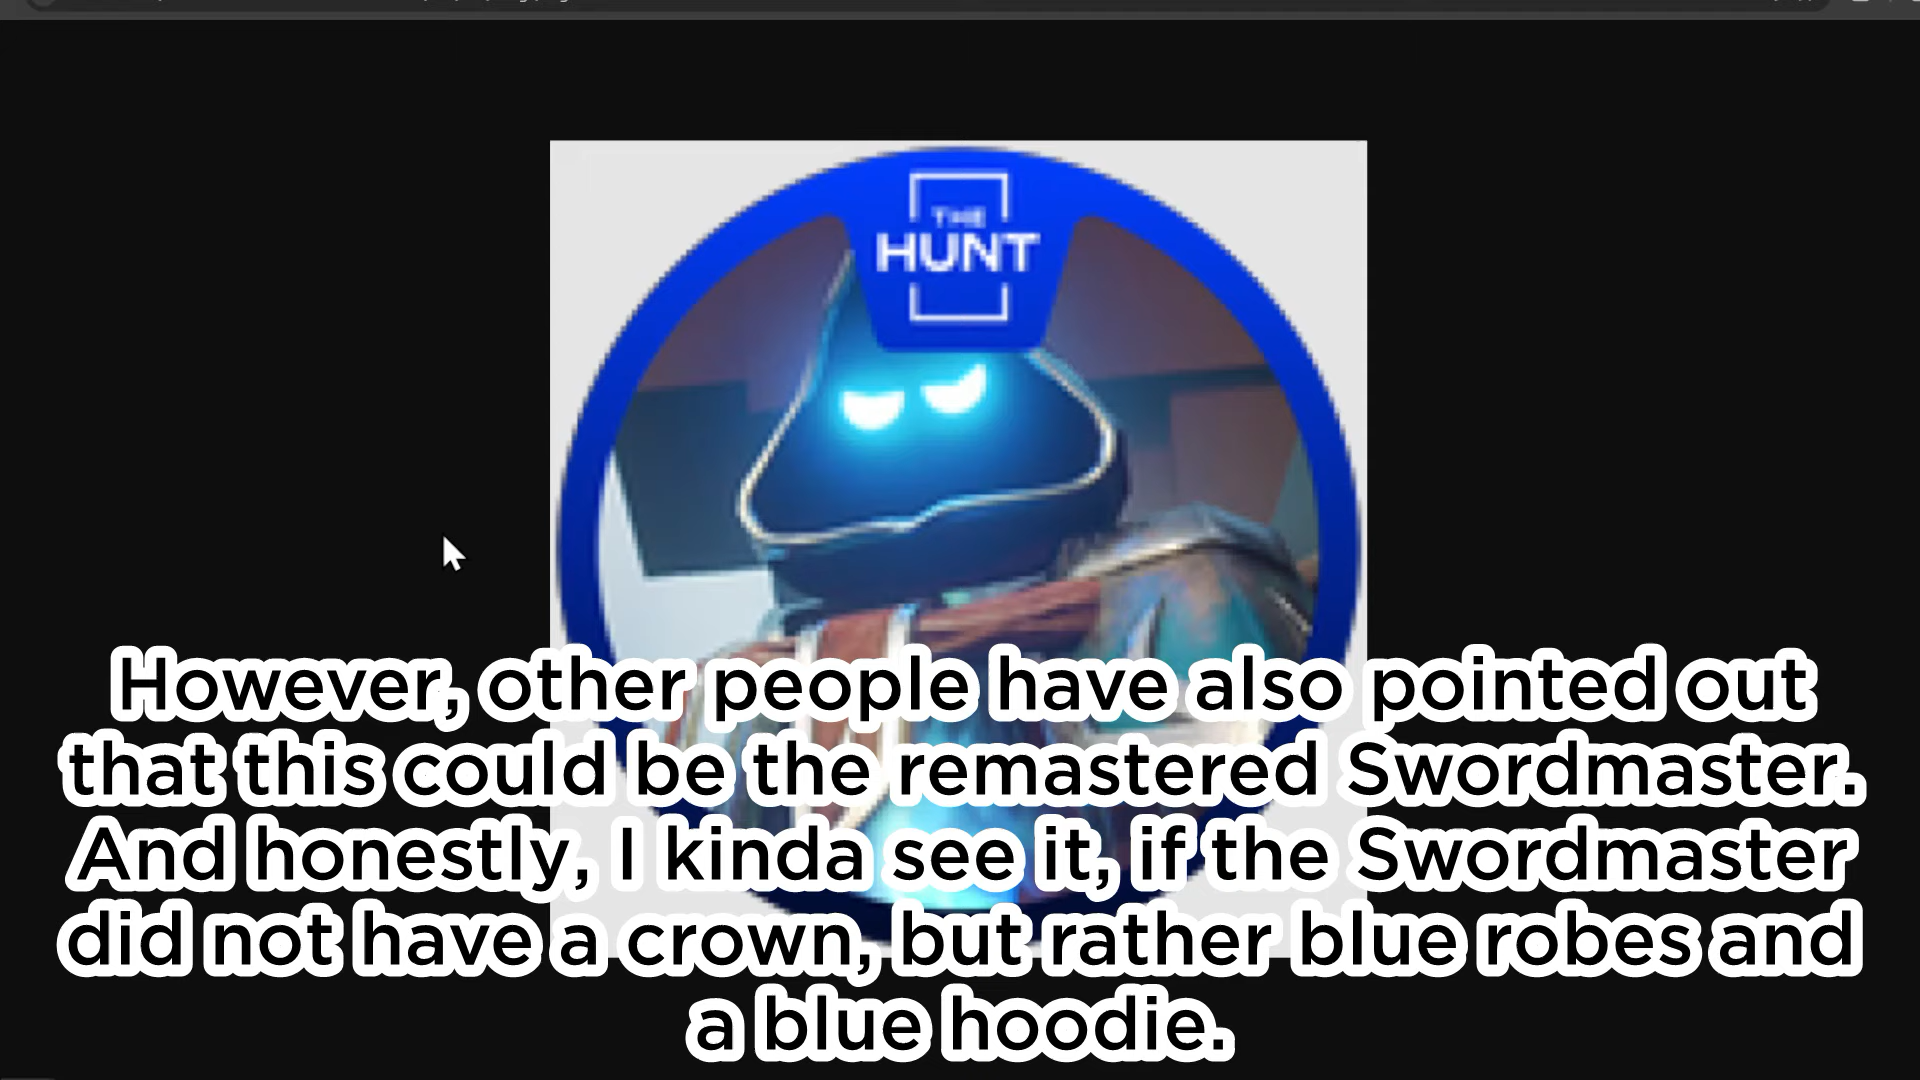 THE
HUNT
However, other people have also pointed out
that this could be the remastered Swordmaster.
And honestly, I kinda see it, if the Swordmaster
did not have a crown, but rather blue robes and
a blue hoodie.